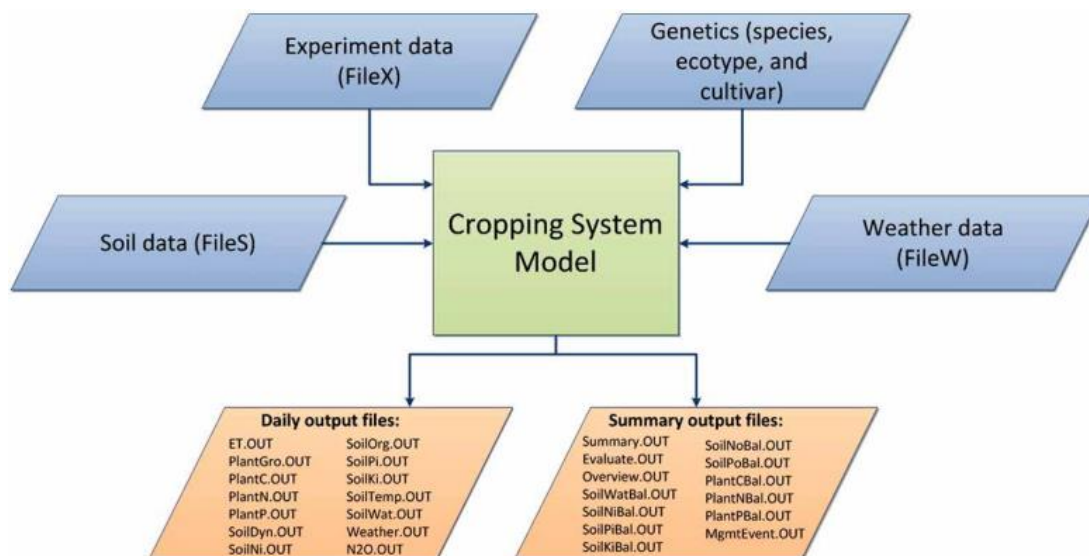 Experiment data
(FileX)
Genetics (species,
ecotype, and
cultivar)
Soil data (FileS)
Cropping System
Model
Weather data
(FileW)
Daily output files:
ET.OUT
PlantGro.OUT
PlantC.OUT
PlantN.OUT
PlantP.OUT
SoilDyn.OUT
SoilNi.OUT
SoilOrg.OUT
SoilPi.OUT
SoilKi.OUT
SoilTemp.OUT
SoilWat.OUT
Weather.OUT
N2O.OUT
Summary output files:
Summary.OUT
Evaluate.OUT
Overview.OUT
SoilWatBal.OUT
SoilNiBal.OUT
SoilPiBal.OUT
SoilKiBal.OUT
SoilNoBal.OUT
SoilPoBal.OUT
PlantCBal.OUT
PlantNBal.OUT
PlantPBal.OUT
MgmtEvent.OUT